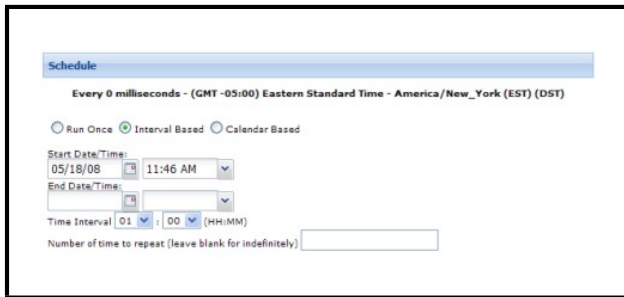 Schedule
Every 0 milliseconds - (GMT -05:00) Eastern Standard Time - America/New_York (EST) (DST)
Run Once Interval Based Calendar Based
Start Date/Time:
05/18/08 11:46 AM
End Date/Time:
Time Interval 01 : 00 (HH:MM)
Number of time to repeat (leave blank for indefinitely)